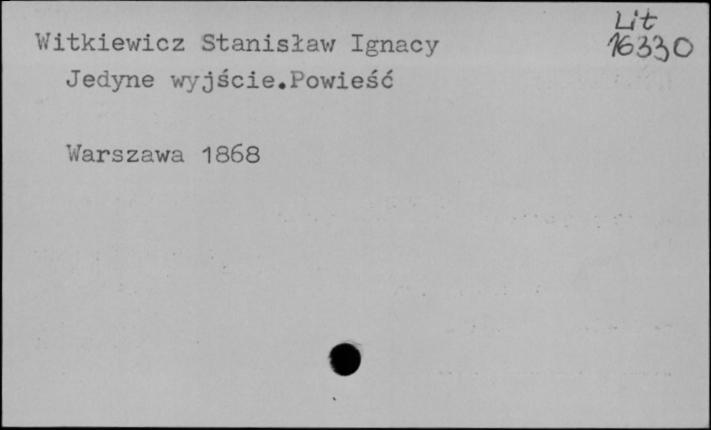 Lit
Witkiewicz Stanisław Ignacy 16330
Jedyne wyjście.Powieść
Warszawa 1868